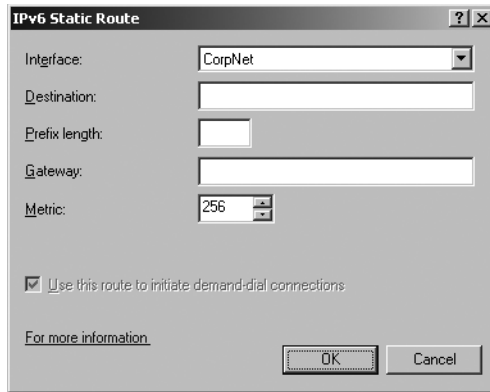 IPv6 Static Route
Interface: CorpNet
Destination:
Prefix length:
Gateway:
Metric: 256
Use this route to initiate demand-dial connections
For more information
OK Cancel